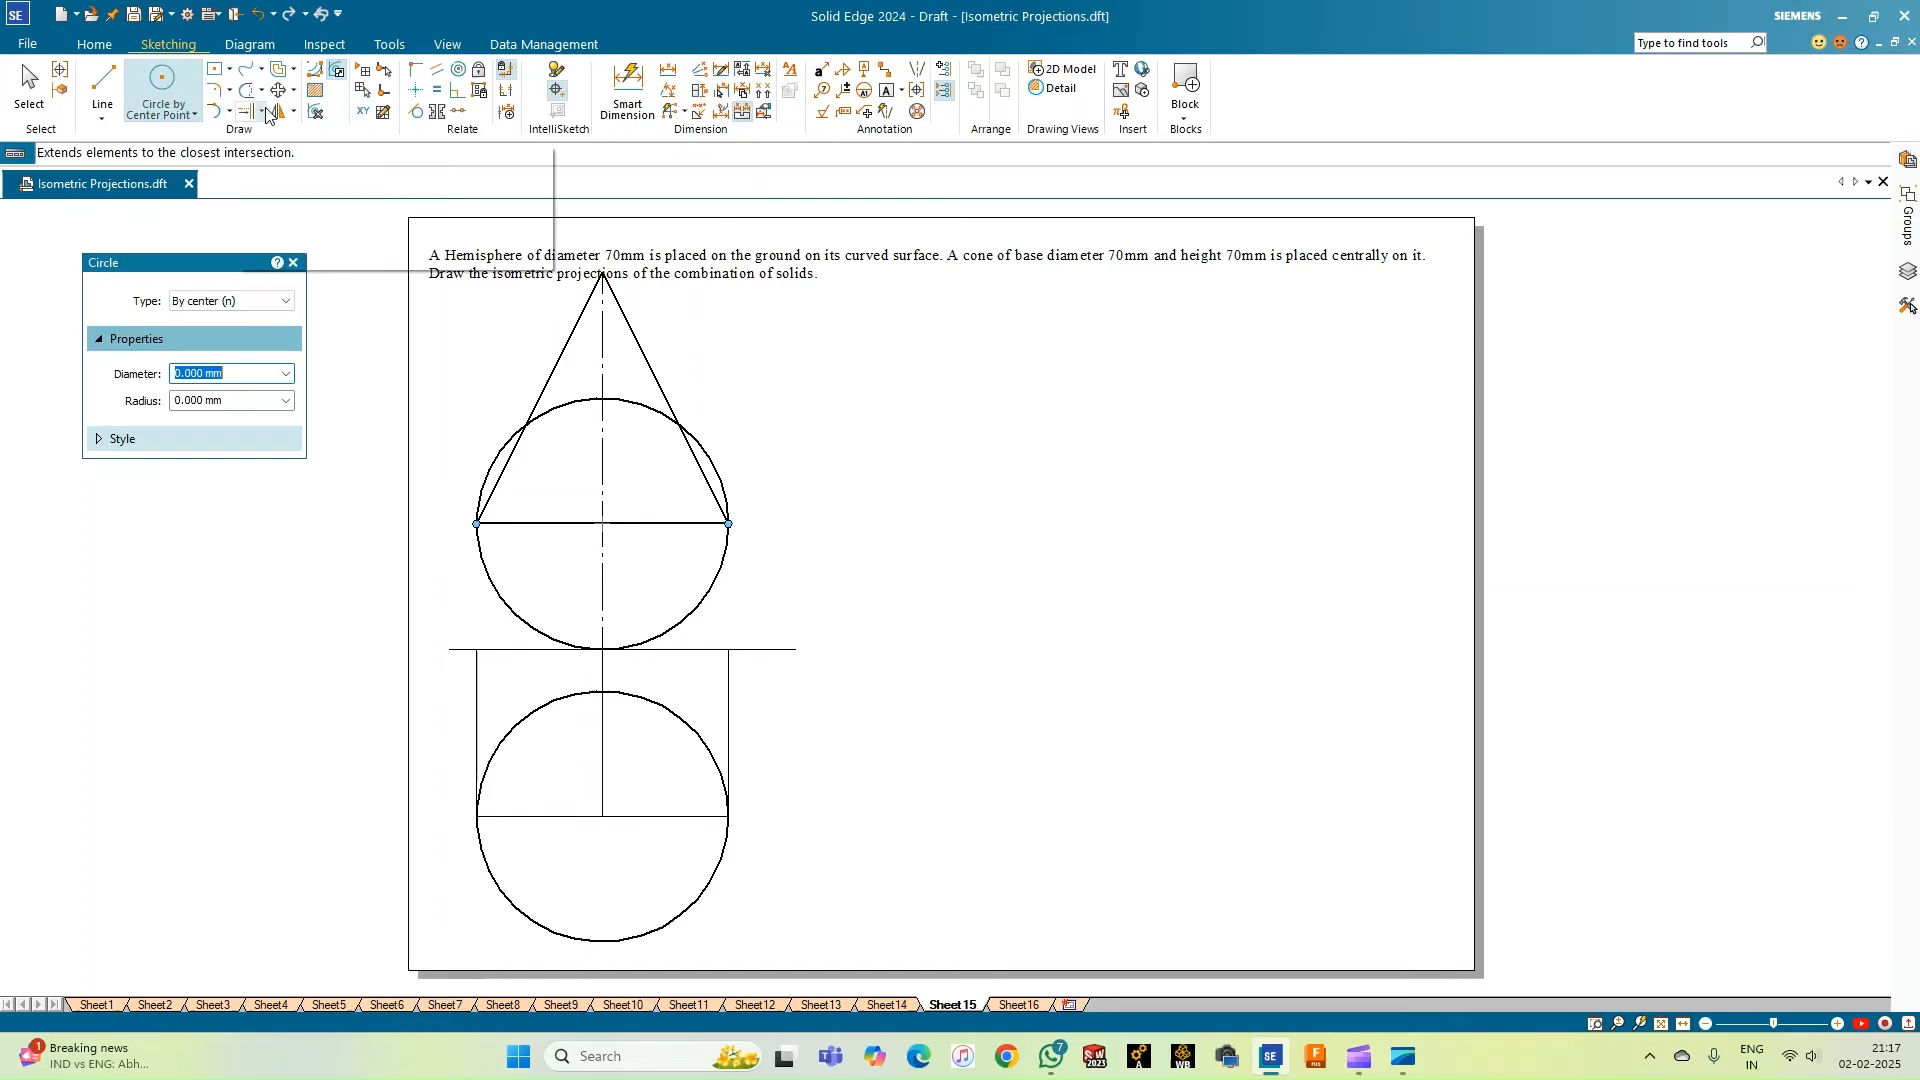 SE
Solid Edge 2024 - Draft - [Isometric Projections.dft]
SIEMENS
File
Home
Sketching
Diagram
Inspect
Tools
View
Data Management
Type to find tools
Select
Line
Circle by
Center Point
Smart
Dimension
2D Model
Detail
Block
Select
Draw
Relate
IntelliSketch
Dimension
Annotation
Arrange
Drawing Views
Insert
Blocks
Extends elements to the closest intersection.
Isometric Projections.dft
Groups
Circle
Type: By center (n)
Properties
Diameter: 0.000 mm
Radius: 0.000 mm
Style
A Hemisphere of diameter 70mm is placed on the ground on its curved surface. A cone of base diameter 70mm and height 70mm is placed centrally on it.
Draw the isometric projections of the combination of solids.
Sheet1 Sheet2 Sheet3 Sheet4 Sheet5 Sheet6 Sheet7 Sheet8 Sheet9 Sheet10 Sheet11 Sheet12 Sheet13 Sheet14 Sheet15 Sheet16
Breaking news
IND vs ENG: Abh...
Search
ENG
IN
21:17
02-02-2025